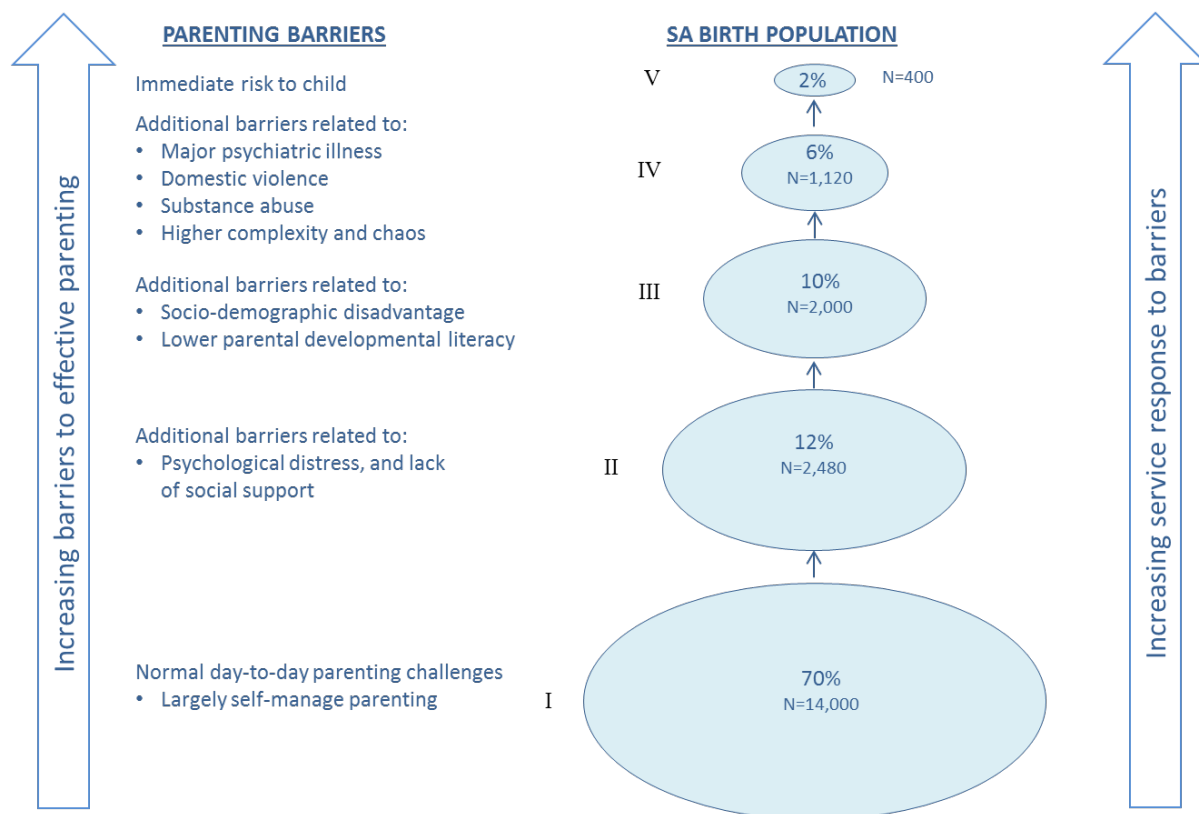 PARENTING BARRIERS
SA BIRTH POPULATION
Increasing barriers to effective parenting
Increasing service response to barriers
Immediate risk to child
V
2%
N=400
Additional barriers related to:
• Major psychiatric illness
• Domestic violence
• Substance abuse
• Higher complexity and chaos
IV
6%
N=1,120
Additional barriers related to:
• Socio-demographic disadvantage
• Lower parental developmental literacy
III
10%
N=2,000
Additional barriers related to:
• Psychological distress, and lack
of social support
II
12%
N=2,480
Normal day-to-day parenting challenges
• Largely self-manage parenting
I
70%
N=14,000